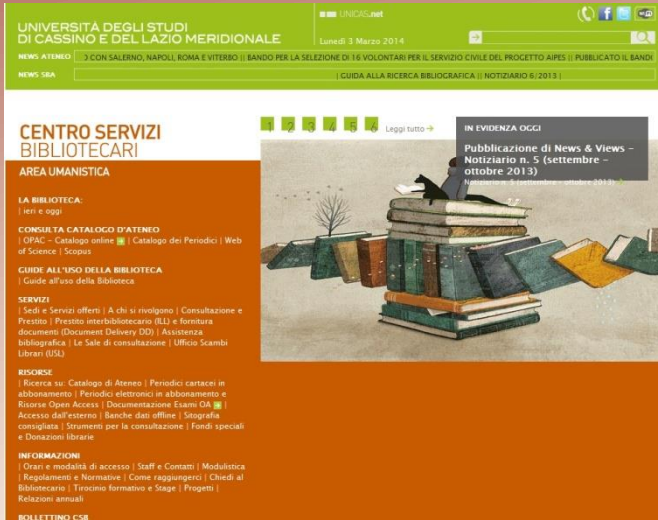 UNICAS.net
UNIVERSITÀ DEGLI STUDI
DI CASSINO E DEL LAZIO MERIDIONALE
Lunedì 3 Marzo 2014
NEWS ATENEO
CON SALERNO, NAPOLI, ROMA E VITERBO || BANDO PER LA SELEZIONE DI 16 VOLONTARI PER IL SERVIZIO CIVILE DEL PROGETTO AIPES || PUBBLICATO IL BANDO
NEWS SBA
| GUIDA ALLA RICERCA BIBLIOGRAFICA || NOTIZIARIO 6/2013 |
CENTRO SERVIZI
BIBLIOTECARI
AREA UMANISTICA
LA BIBLIOTECA:
| ieri e oggi
CONSULTA CATALOGO D'ATENEO
| OPAC - Catalogo online | Catalogo dei Periodici | Web
of Science | Scopus
GUIDE ALL'USO DELLA BIBLIOTECA
| Guide all'uso della Biblioteca
SERVIZI
| Sedi e Servizi offerti | A chi si rivolgono | Consultazione e
Prestito | Prestito interbibliotecario (ILL) e fornitura
documenti (Document Delivery DD) | Assistenza
bibliografica | Le Sale di consultazione | Ufficio Scambi
Librari (USL)
RISORSE
| Ricerca su: Catalogo di Ateneo | Periodici cartacei in
abbonamento | Periodici elettronici in abbonamento e
Risorse Open Access | Documentazione Esami OA |
Accesso dall'esterno | Banche dati offline | Sitografia
consigliata | Strumenti per la consultazione | Fondi speciali
e Donazioni librarie
INFORMAZIONI
| Orari e modalità di accesso | Staff e Contatti | Modulistica
| Regolamenti e Normative | Come raggiungerci | Chiedi al
Bibliotecario | Tirocinio formativo e Stage | Progetti |
Relazioni annuali
BOLLETTINO CSB
1 2 3 4 5 6 Leggi tutto
IN EVIDENZA OGGI
Pubblicazione di News & Views -
Notiziario n. 5 (settembre -
ottobre 2013)
Notiziario n. 5 (settembre - ottobre 2013)